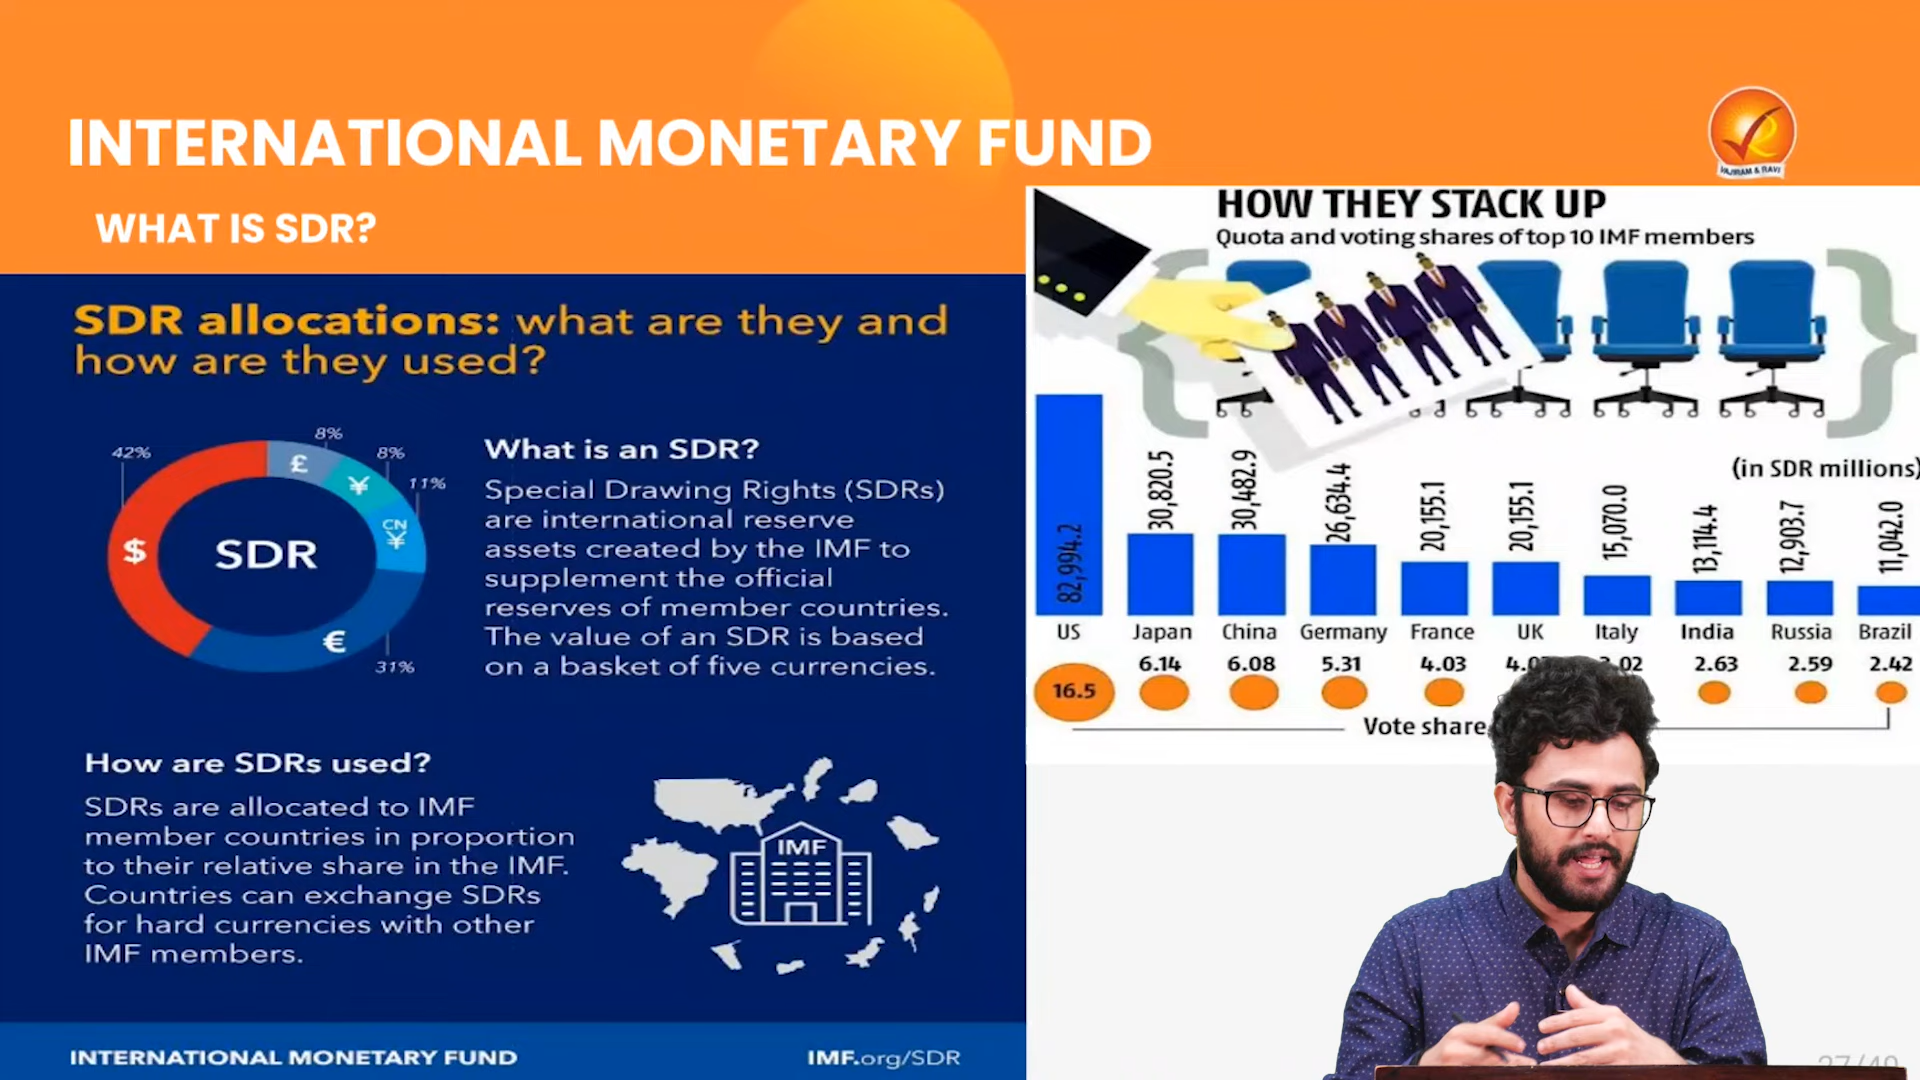 INTERNATIONAL MONETARY FUND
VAJIRAM & RAVI
WHAT IS SDR?
SDR allocations: what are they and
how are they used?
42%
8%
8%
11%
31%
£
¥
CN
¥
$
€
SDR
What is an SDR?
Special Drawing Rights (SDRs)
are international reserve
assets created by the IMF to
supplement the official
reserves of member countries.
The value of an SDR is based
on a basket of five currencies.
How are SDRs used?
SDRs are allocated to IMF
member countries in proportion
to their relative share in the IMF.
Countries can exchange SDRs
for hard currencies with other
IMF members.
IMF
INTERNATIONAL MONETARY FUND
IMF.org/SDR
HOW THEY STACK UP
Quota and voting shares of top 10 IMF members
(in SDR millions)
82,994.2
30,820.5
30,482.9
26,634.4
20,155.1
20,155.1
15,070.0
13,114.4
12,903.7
11,042.0
US Japan China Germany France UK Italy India Russia Brazil
16.5 6.14 6.08 5.31 4.03 2.63 2.59 2.42
Vote share